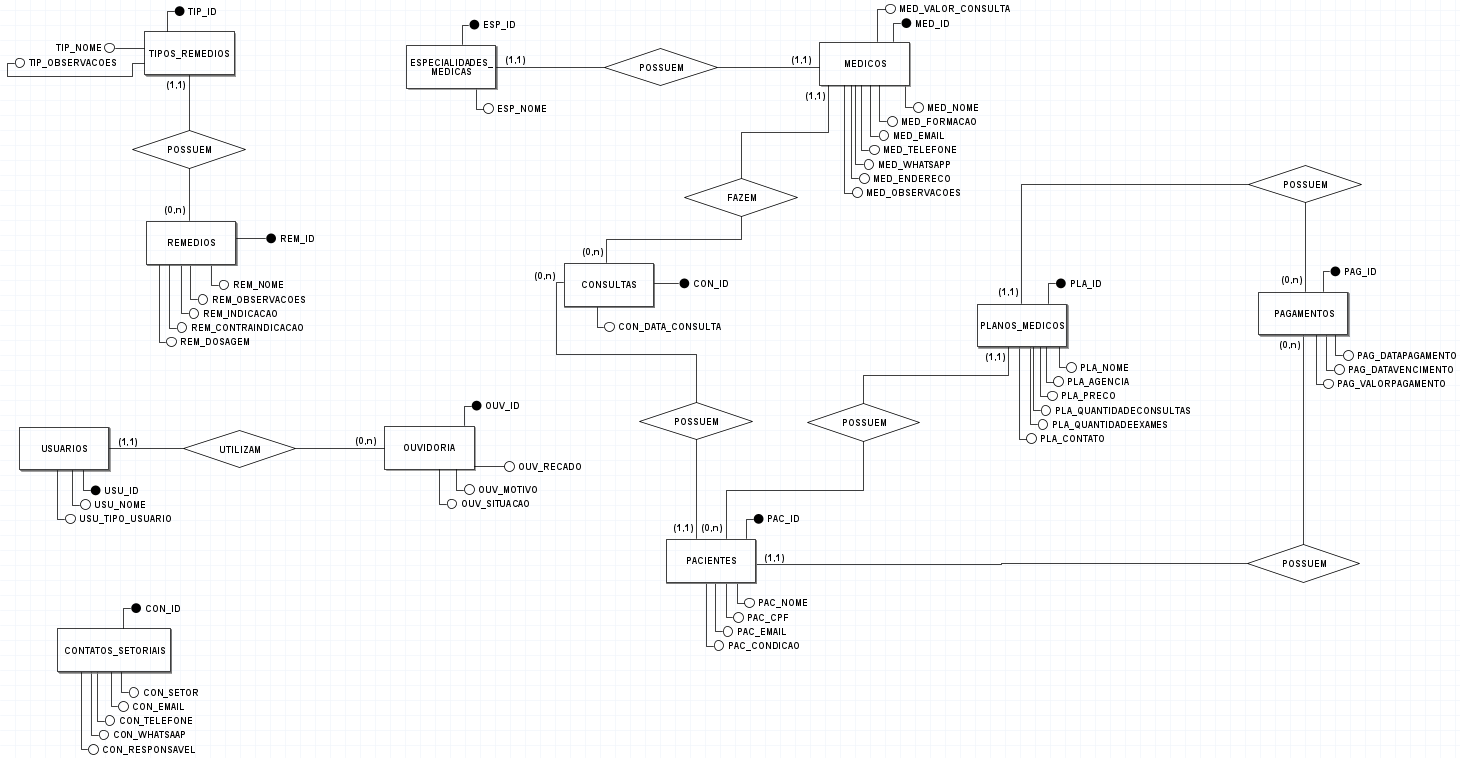 TIP_ID
TIP_NOME
TIP_OBSERVACOES
TIPOS_REMEDIOS
(1,1)
POSSUEM
(0,n)
REMEDIOS
REM_ID
REM_NOME
REM_OBSERVACOES
REM_INDICACAO
REM_CONTRAINDICACAO
REM_DOSAGEM
ESP_ID
ESPECIALIDADES_
MEDICAS
ESP_NOME
(1,1)
POSSUEM
(1,1)
MED_VALOR_CONSULTA
MED_ID
MEDICOS
(1,1)
MED_NOME
MED_FORMACAO
MED_EMAIL
MED_TELEFONE
MED_WHATSAPP
MED_ENDERECO
MED_OBSERVACOES
FAZEM
(0,n)
(0,n)
CONSULTAS
CON_ID
CON_DATA_CONSULTA
POSSUEM
POSSUEM
(1,1)
PLA_ID
PLANOS_MEDICOS
(1,1)
PLA_NOME
PLA_AGENCIA
PLA_PRECO
PLA_QUANTIDADECONSULTAS
PLA_QUANTIDADEEXAMES
PLA_CONTATO
POSSUEM
(0,n)
PAG_ID
PAGAMENTOS
(0,n)
PAG_DATAPAGAMENTO
PAG_DATAVENCIMENTO
PAG_VALORPAGAMENTO
USUARIOS
(1,1)
UTILIZAM
(0,n)
USU_ID
USU_NOME
USU_TIPO_USUARIO
OUV_ID
OUVIDORIA
OUV_RECADO
OUV_MOTIVO
OUV_SITUACAO
(1,1)
(0,n)
PAC_ID
PACIENTES
(1,1)
POSSUEM
PAC_NOME
PAC_CPF
PAC_EMAIL
PAC_CONDICAO
CON_ID
CONTATOS_SETORIAIS
CON_SETOR
CON_EMAIL
CON_TELEFONE
CON_WHATSAAP
CON_RESPONSAVEL